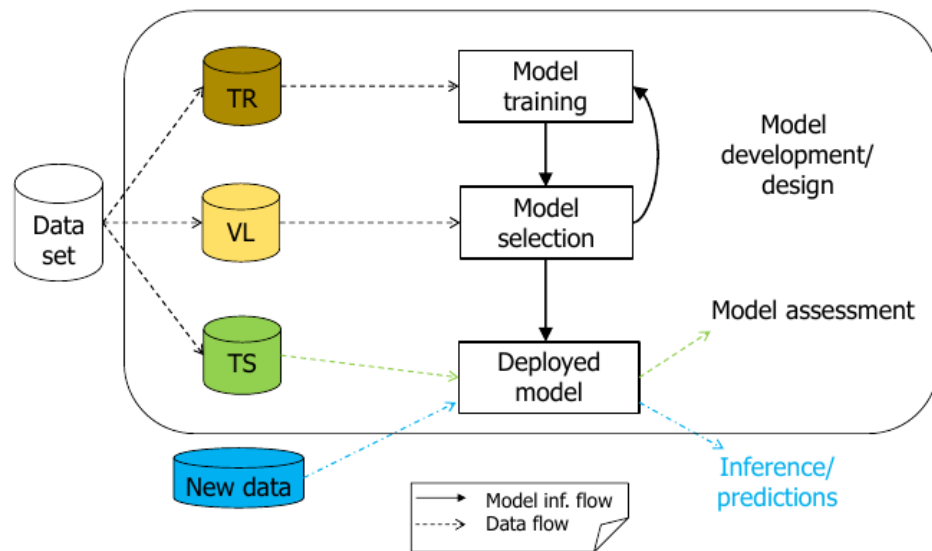 TR
Model
training
Model
development/
design
Data
set
VL
Model
selection
Model assessment
TS
Deployed
model
New data
Inference/
predictions
Model inf. flow
Data flow